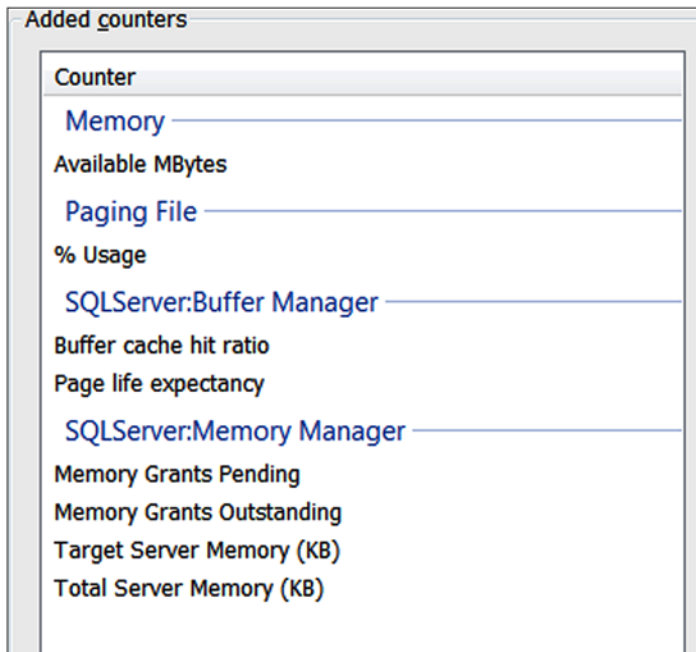 Added counters
Counter
Memory
Available MBytes
Paging File
% Usage
SQLServer:Buffer Manager
Buffer cache hit ratio
Page life expectancy
SQLServer:Memory Manager
Memory Grants Pending
Memory Grants Outstanding
Target Server Memory (KB)
Total Server Memory (KB)